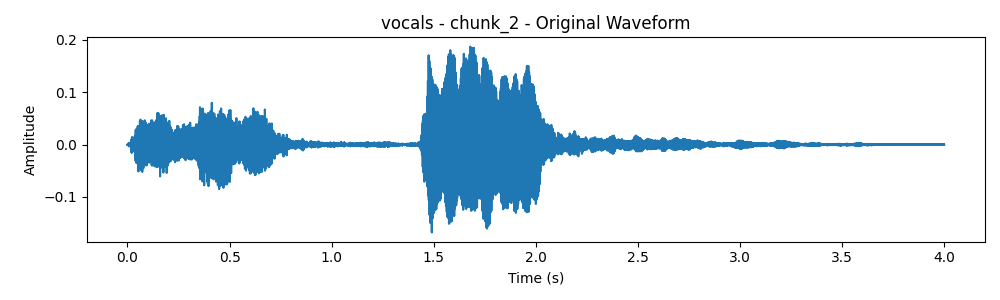 vocals - chunk_2 - Original Waveform
Amplitude
0.2
0.1
0.0
−0.1
0.0 0.5 1.0 1.5 2.0 2.5 3.0 3.5 4.0
Time (s)